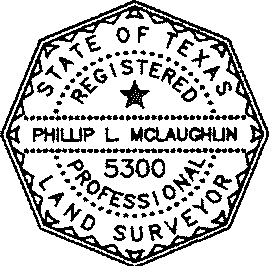 STATE OF TEXAS
REGISTERED
PHILLIP L. MCLAUGHLIN
5300
PROFESSIONAL
LAND SURVEYOR